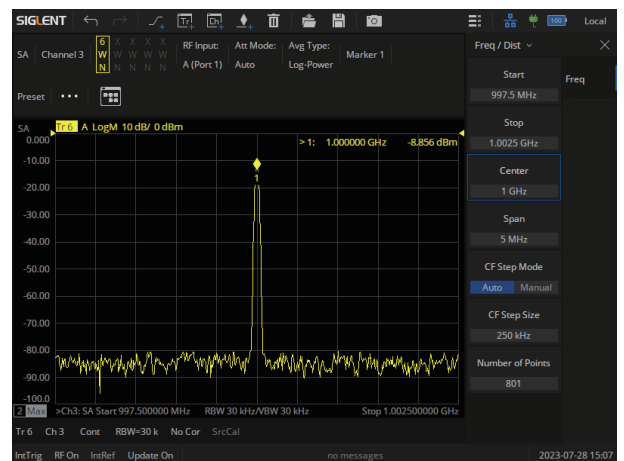 SIGLENT Tr Ch 100 Local
SA Channel 3 6 X X X X RF Input: Att Mode: Avg Type: Marker 1
W W W W W A (Port 1) Auto Log-Power
N N N N N
Preset •••
SA Tr 6 A LogM 10 dB/ 0 dBm
0.000 > 1: 1.000000 GHz -8.856 dBm
-10.00
1
-20.00
-30.00
-40.00
-50.00
-60.00
-70.00
-80.00
-90.00
-100.0
2 Max >Ch3: SA Start 997.500000 MHz RBW 30 kHz/VBW 30 kHz Stop 1.002500000 GHz
Tr 6 Ch 3 Cont RBW=30 k No Cor SrcCal
IntTrig RF On IntRef Update On no messages 2023-07-28 15:07
Freq / Dist
Start
997.5 MHz
Stop
1.0025 GHz
Center
1 GHz
Span
5 MHz
CF Step Mode
Auto Manual
CF Step Size
250 kHz
Number of Points
801
Freq